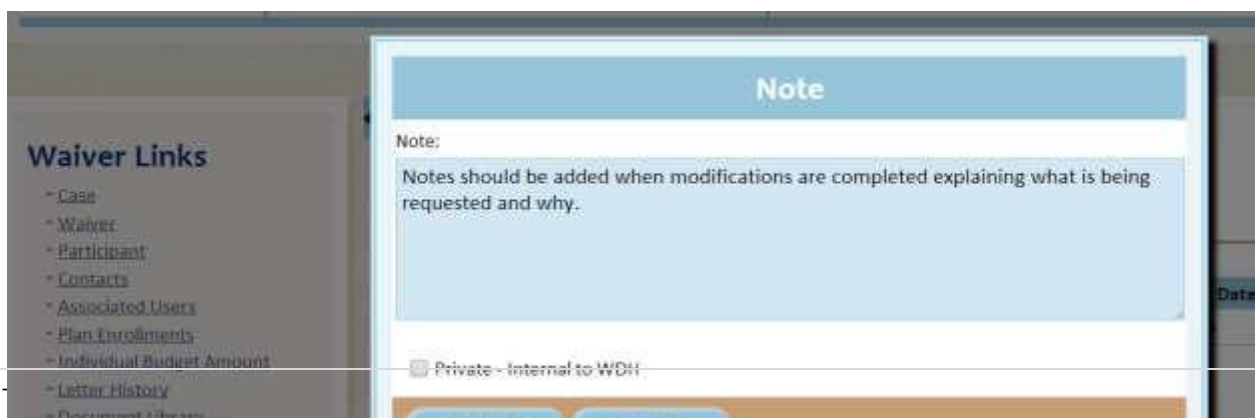 Note
Note:
Notes should be added when modifications are completed explaining what is being
requested and why.
Private - Internal to WDH
Waiver Links
- Case
- Waiver
- Participant
- Contacts
- Associated Users
- Plan Enrollments
- Individual Budget Amount
- Letter History
- Document Library
Date